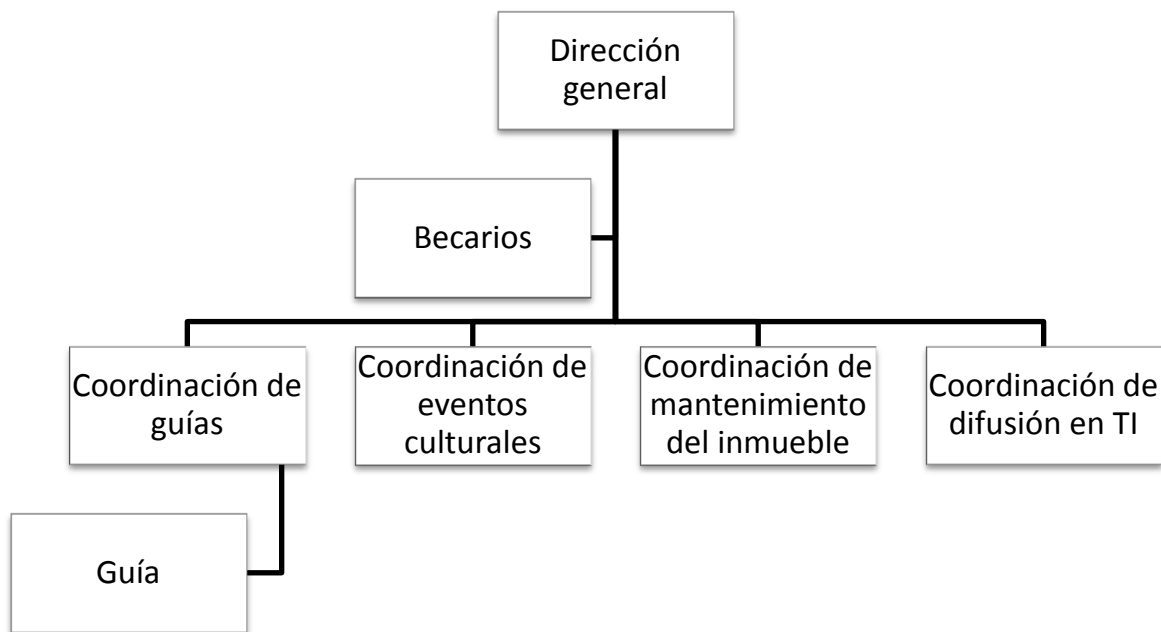 Dirección
general
Becarios
Coordinación de
guías
Coordinación de
eventos
culturales
Coordinación de
mantenimiento
del inmueble
Coordinación de
difusión en TI
Guía